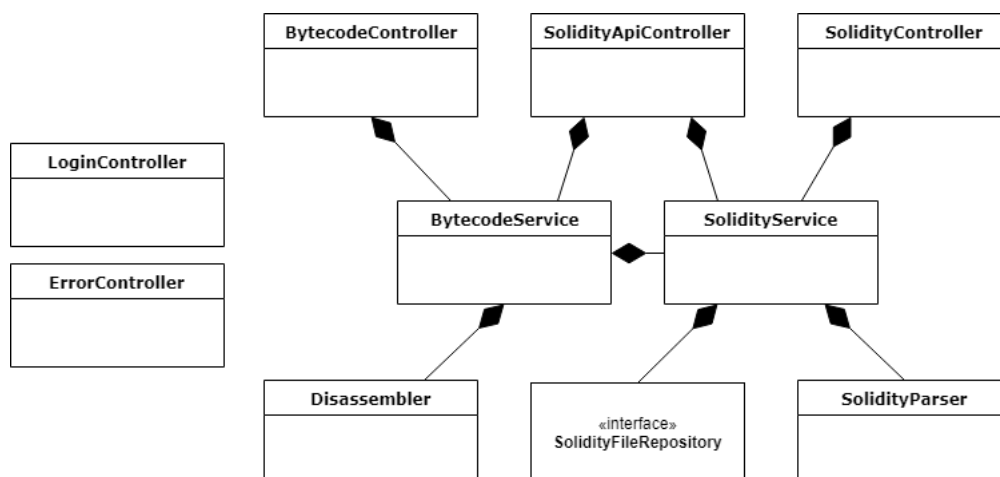 BytecodeController
SolidityApiController
SolidityController
LoginController
BytecodeService
SolidityService
ErrorController
Disassembler
«interface»
SolidityFileRepository
SolidityParser